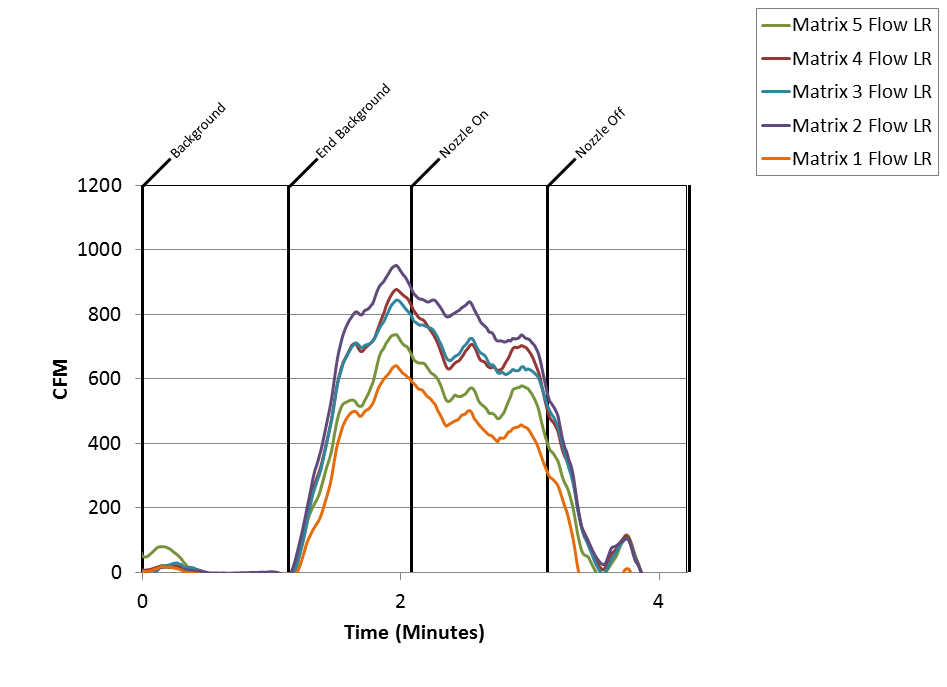 Matrix 5 Flow LR
Matrix 4 Flow LR
Matrix 3 Flow LR
Matrix 2 Flow LR
Matrix 1 Flow LR
Background
End Background
Nozzle On
Nozzle Off
1200
1000
800
600
400
200
0
CFM
0 2 4
Time (Minutes)